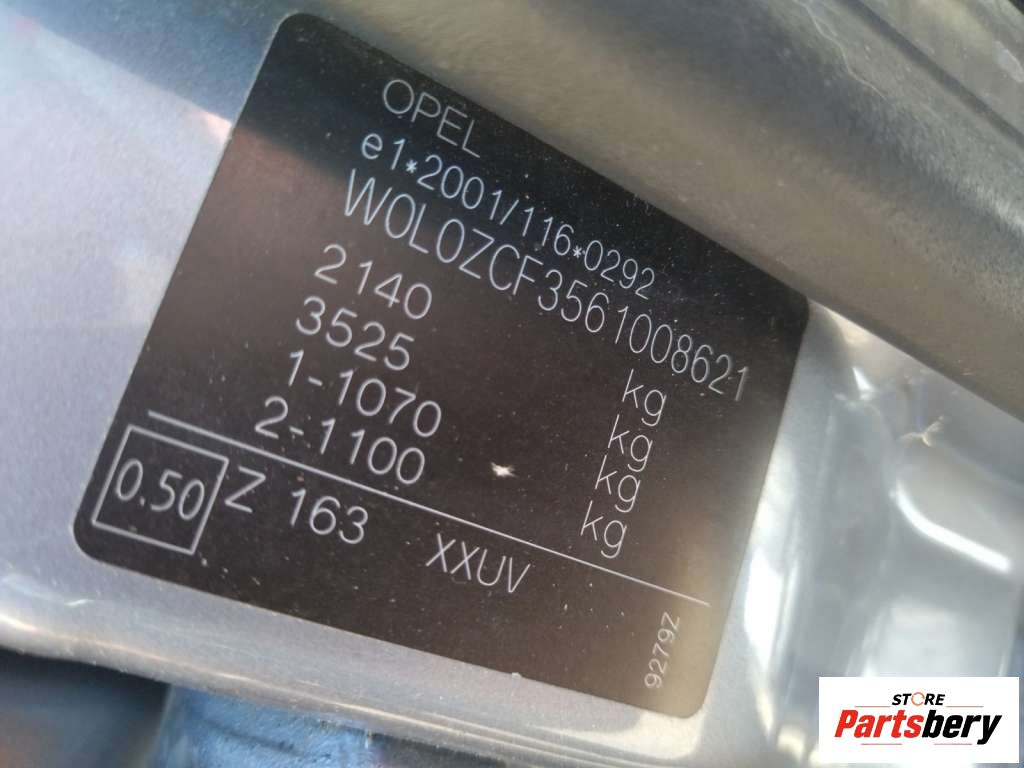 OPEL
e1*2001/116*0292
W0L0ZCF3561008621
2140 kg
3525 kg
1-1070 kg
2-1100 kg
0.50 Z 163 XXUV
9279Z
STORE
Partsbery